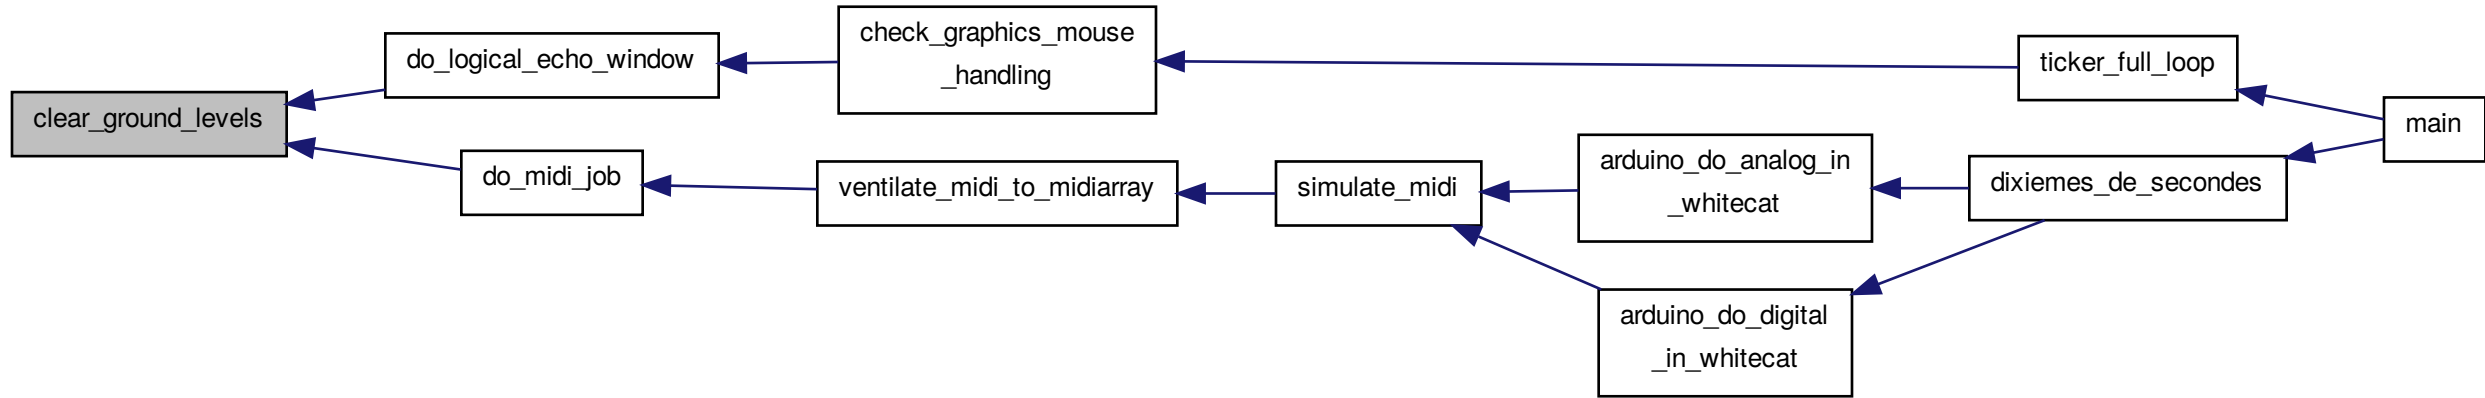 clear_ground_levels
do_logical_echo_window
check_graphics_mouse
_handling
ticker_full_loop
main
do_midi_job
ventilate_midi_to_midiarray
simulate_midi
arduino_do_analog_in
_whitecat
dixiemes_de_secondes
arduino_do_digital
_in_whitecat